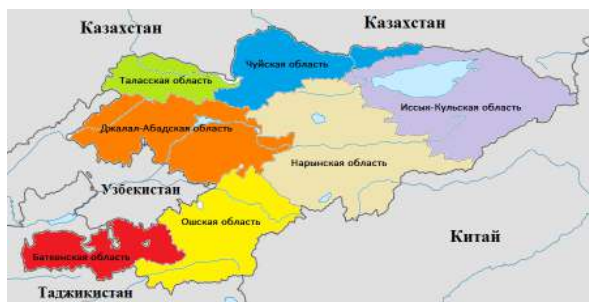 Казахстан
Казахстан
Чуйская область
Таласская область
Иссык-Кульская область
Джалал-Абадская область
Нарынская область
Узбекистан
Ошская область
Китай
Баткенская область
Таджикистан